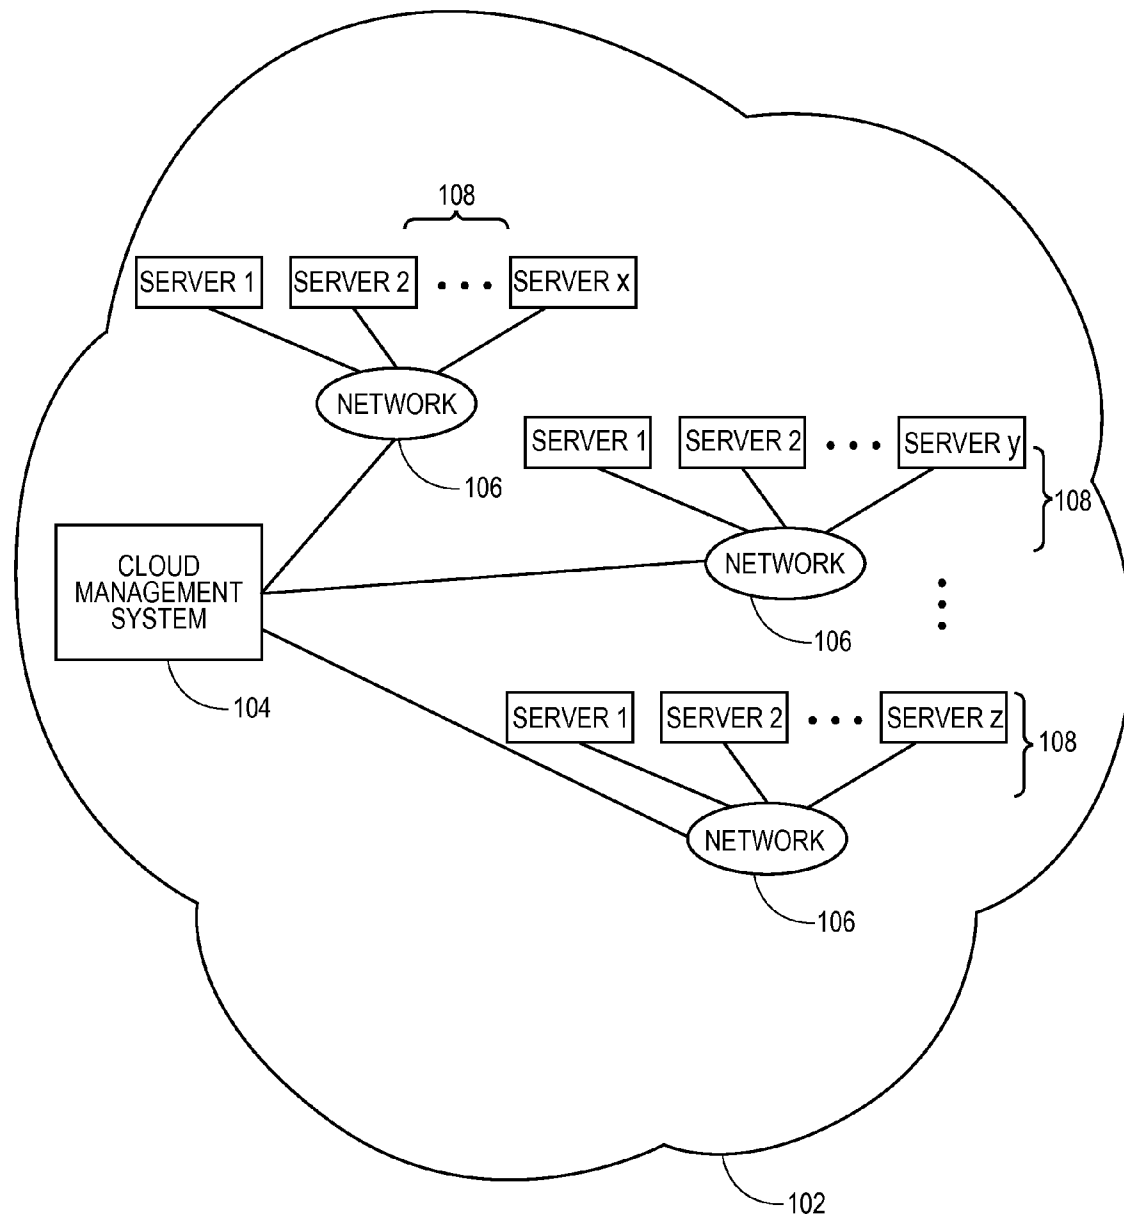 108
SERVER 1
SERVER 2
SERVER x
NETWORK
106
SERVER 1
SERVER 2
SERVER y
108
NETWORK
106
CLOUD
MANAGEMENT
SYSTEM
104
SERVER 1
SERVER 2
SERVER z
108
NETWORK
106
102